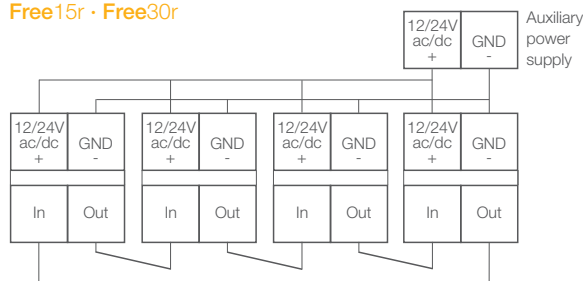 Free15r · Free30r
12/24V
ac/dc
+
GND
-
Auxiliary
power
supply
12/24V
ac/dc
+
GND
-
12/24V
ac/dc
+
GND
-
12/24V
ac/dc
+
GND
-
12/24V
ac/dc
+
GND
-
In
Out
In
Out
In
Out
In
Out